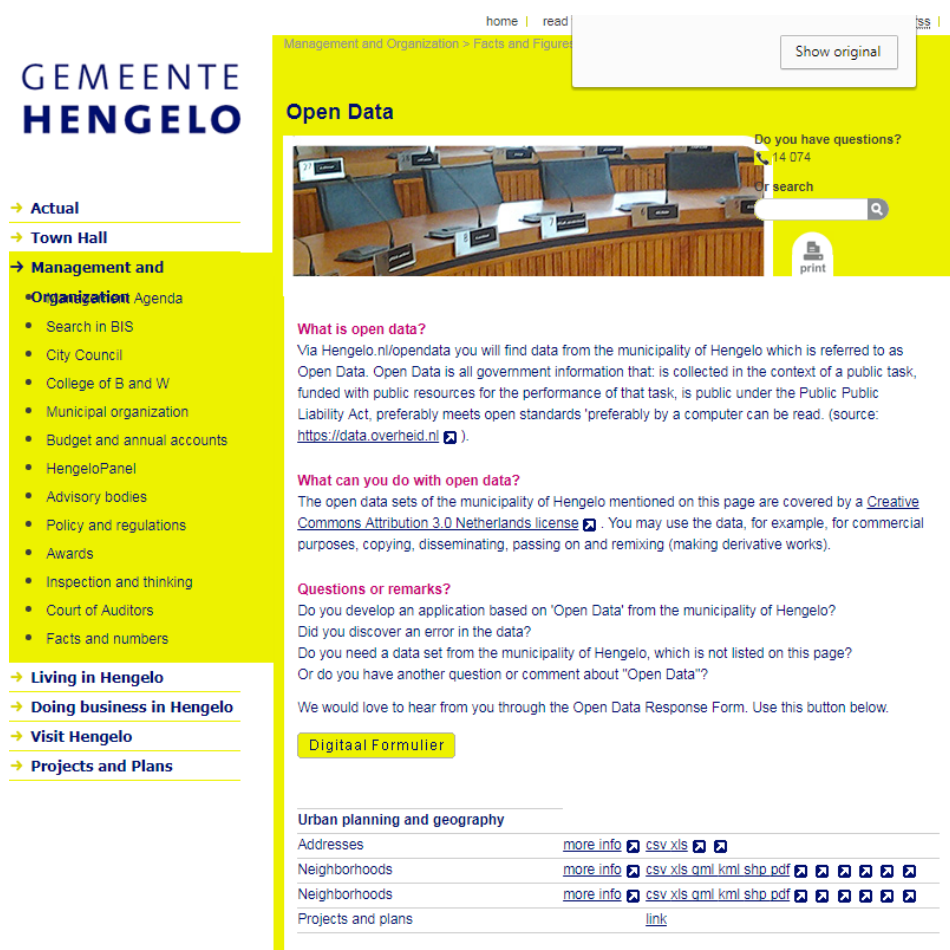 home
read
rss
Show original
Management and Organization > Facts and Figures
GEMEENTE
HENGELO
Open Data
Do you have questions?
14 074
Or search
print
Actual
Town Hall
Management and
Organization
Management Agenda
Search in BIS
City Council
College of B and W
Municipal organization
Budget and annual accounts
HengeloPanel
Advisory bodies
Policy and regulations
Awards
Inspection and thinking
Court of Auditors
Facts and numbers
Living in Hengelo
Doing business in Hengelo
Visit Hengelo
Projects and Plans
What is open data?
Via Hengelo.nl/opendata you will find data from the municipality of Hengelo which is referred to as
Open Data. Open Data is all government information that: is collected in the context of a public task,
funded with public resources for the performance of that task, is public under the Public Public
Liability Act, preferably meets open standards 'preferably by a computer can be read. (source:
https://data.overheid.nl ).
What can you do with open data?
The open data sets of the municipality of Hengelo mentioned on this page are covered by a Creative
Commons Attribution 3.0 Netherlands license . You may use the data, for example, for commercial
purposes, copying, disseminating, passing on and remixing (making derivative works).
Questions or remarks?
Do you develop an application based on 'Open Data' from the municipality of Hengelo?
Did you discover an error in the data?
Do you need a data set from the municipality of Hengelo, which is not listed on this page?
Or do you have another question or comment about "Open Data"?
We would love to hear from you through the Open Data Response Form. Use this button below.
Digitaal Formulier
Urban planning and geography
Addresses more info csv xls
Neighborhoods more info csv xls gml kml shp pdf
Neighborhoods more info csv xls gml kml shp pdf
Projects and plans link